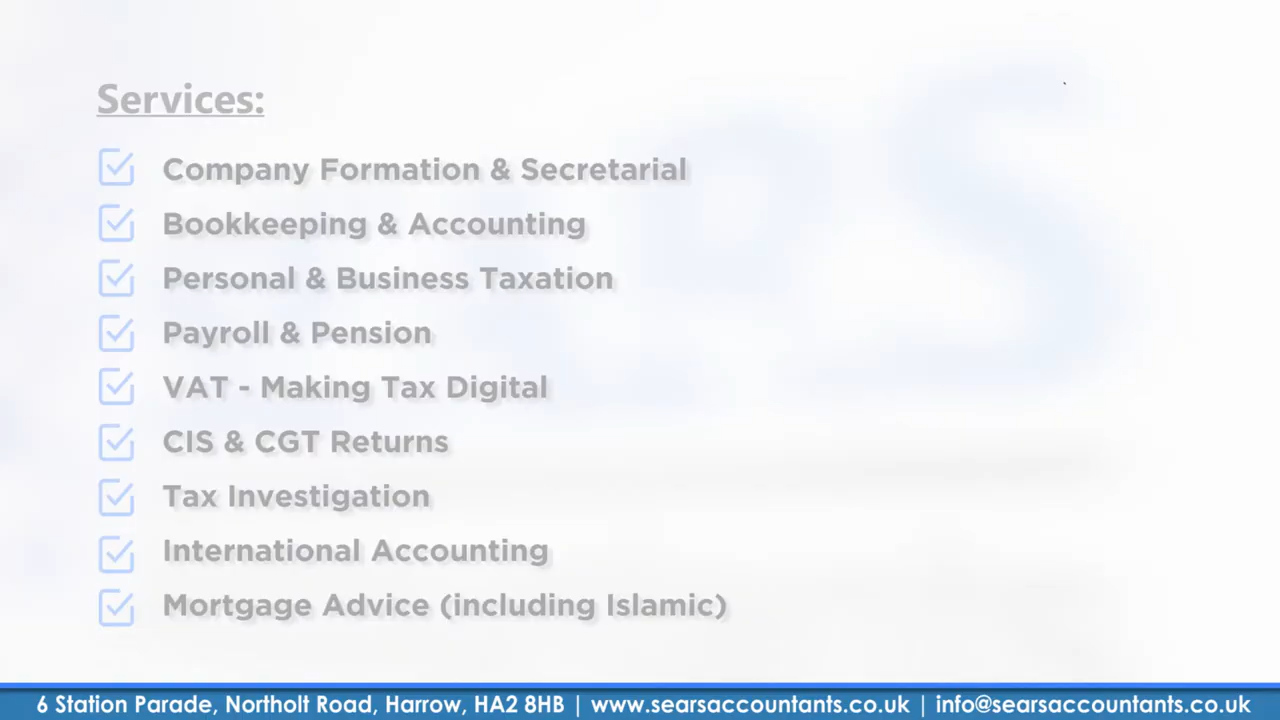 Services:
Company Formation & Secretarial
Bookkeeping & Accounting
Personal & Business Taxation
Payroll & Pension
VAT - Making Tax Digital
CIS & CGT Returns
Tax Investigation
International Accounting
Mortgage Advice (including Islamic)
6 Station Parade, Northolt Road, Harrow, HA2 8HB | www.searsaccountants.co.uk | info@searsaccountants.co.uk